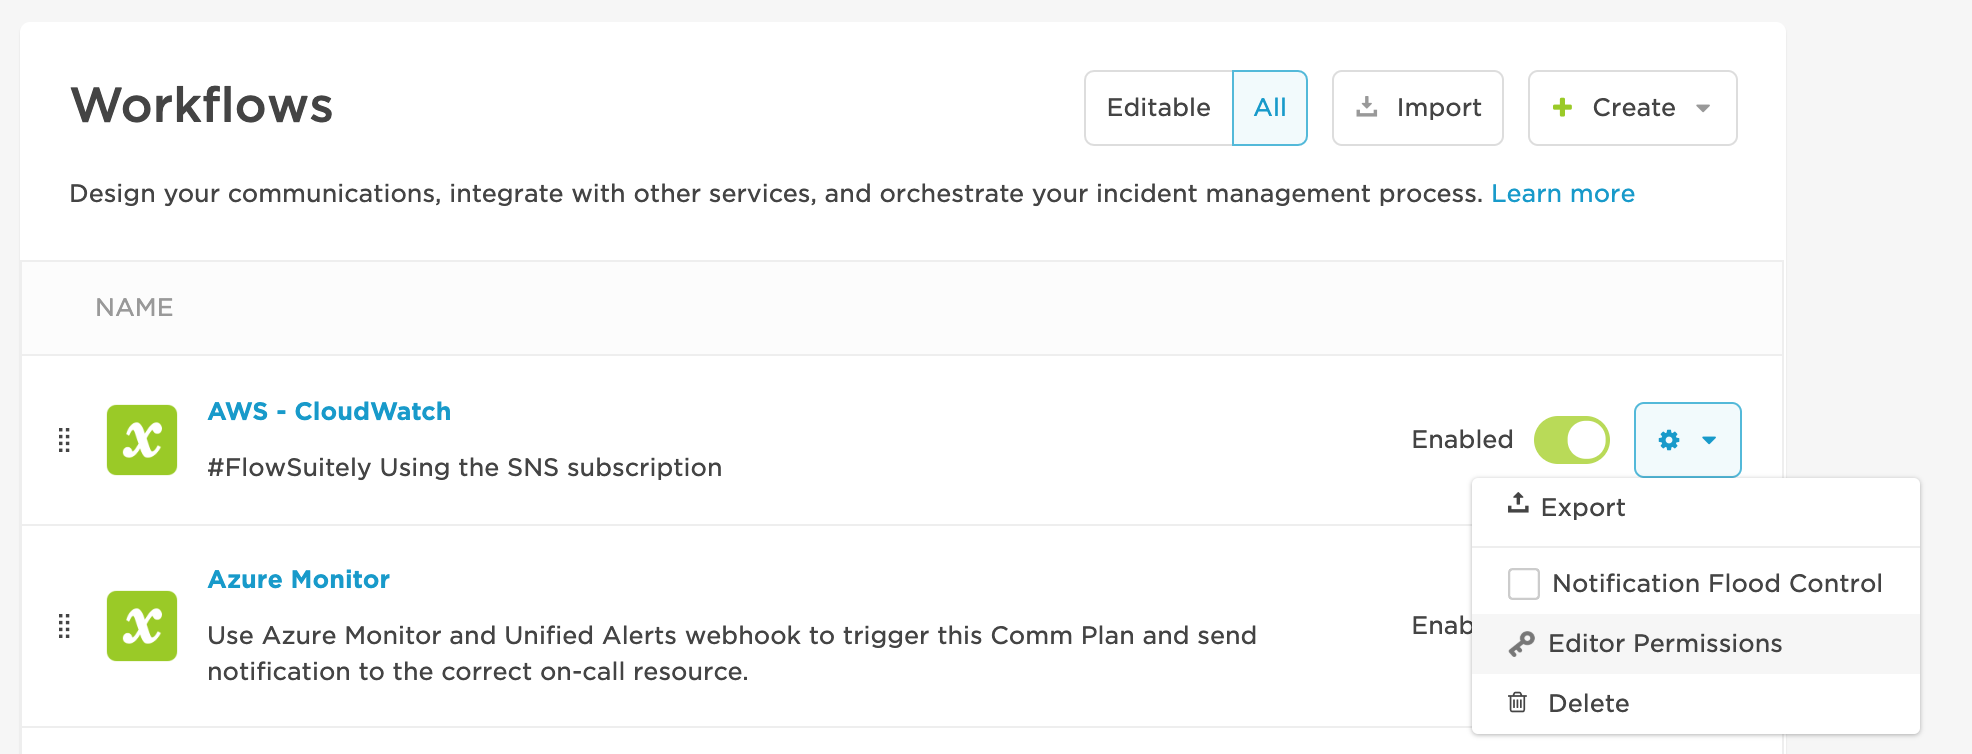 Workflows
Editable
All
Import
Create
Design your communications, integrate with other services, and orchestrate your incident management process. Learn more
NAME
AWS - CloudWatch
#FlowSuitely Using the SNS subscription
Enabled
Export
Notification Flood Control
Editor Permissions
Delete
Azure Monitor
Use Azure Monitor and Unified Alerts webhook to trigger this Comm Plan and send
notification to the correct on-call resource.
Enab